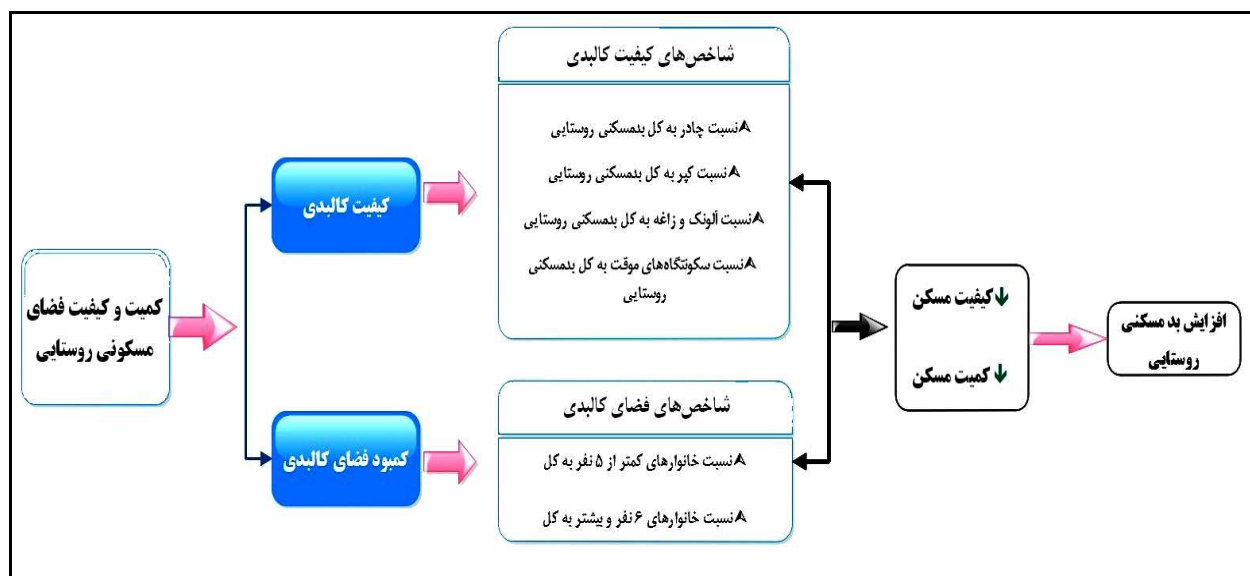 کمیت و کیفیت فضای
مسکونی روستایی
کیفیت کالبدی
کمبود فضای کالبدی
شاخص‌های کیفیت کالبدی
نسبت چادر به کل بدمسکنی روستایی
نسبت کپر به کل بدمسکنی روستایی
نسبت آلونک و زاغه به کل بدمسکنی روستایی
نسبت سکونتگاه‌های موقت به کل بدمسکنی
روستایی
شاخص‌های فضای کالبدی
نسبت خانوارهای کمتر از ۵ نفر به کل
نسبت خانوارهای ۶ نفر و بیشتر به کل
کیفیت مسکن
کمیت مسکن
افزایش بد مسکنی
روستایی